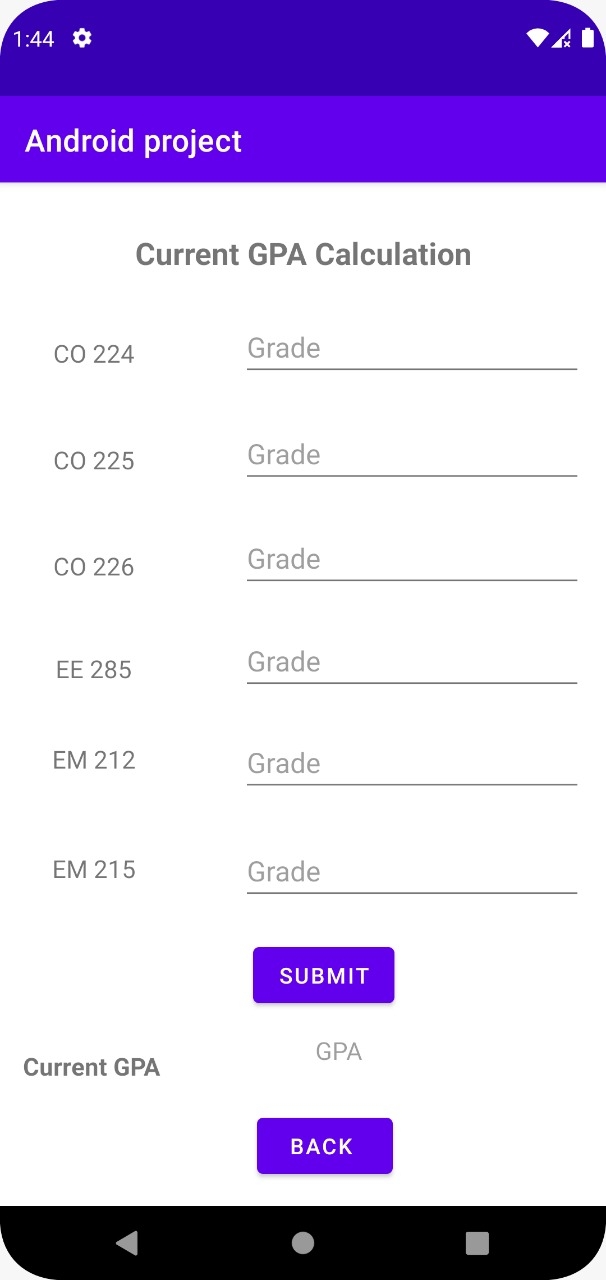 1:44
Android project
Current GPA Calculation
CO 224 Grade
CO 225 Grade
CO 226 Grade
EE 285 Grade
EM 212 Grade
EM 215 Grade
SUBMIT
Current GPA GPA
BACK